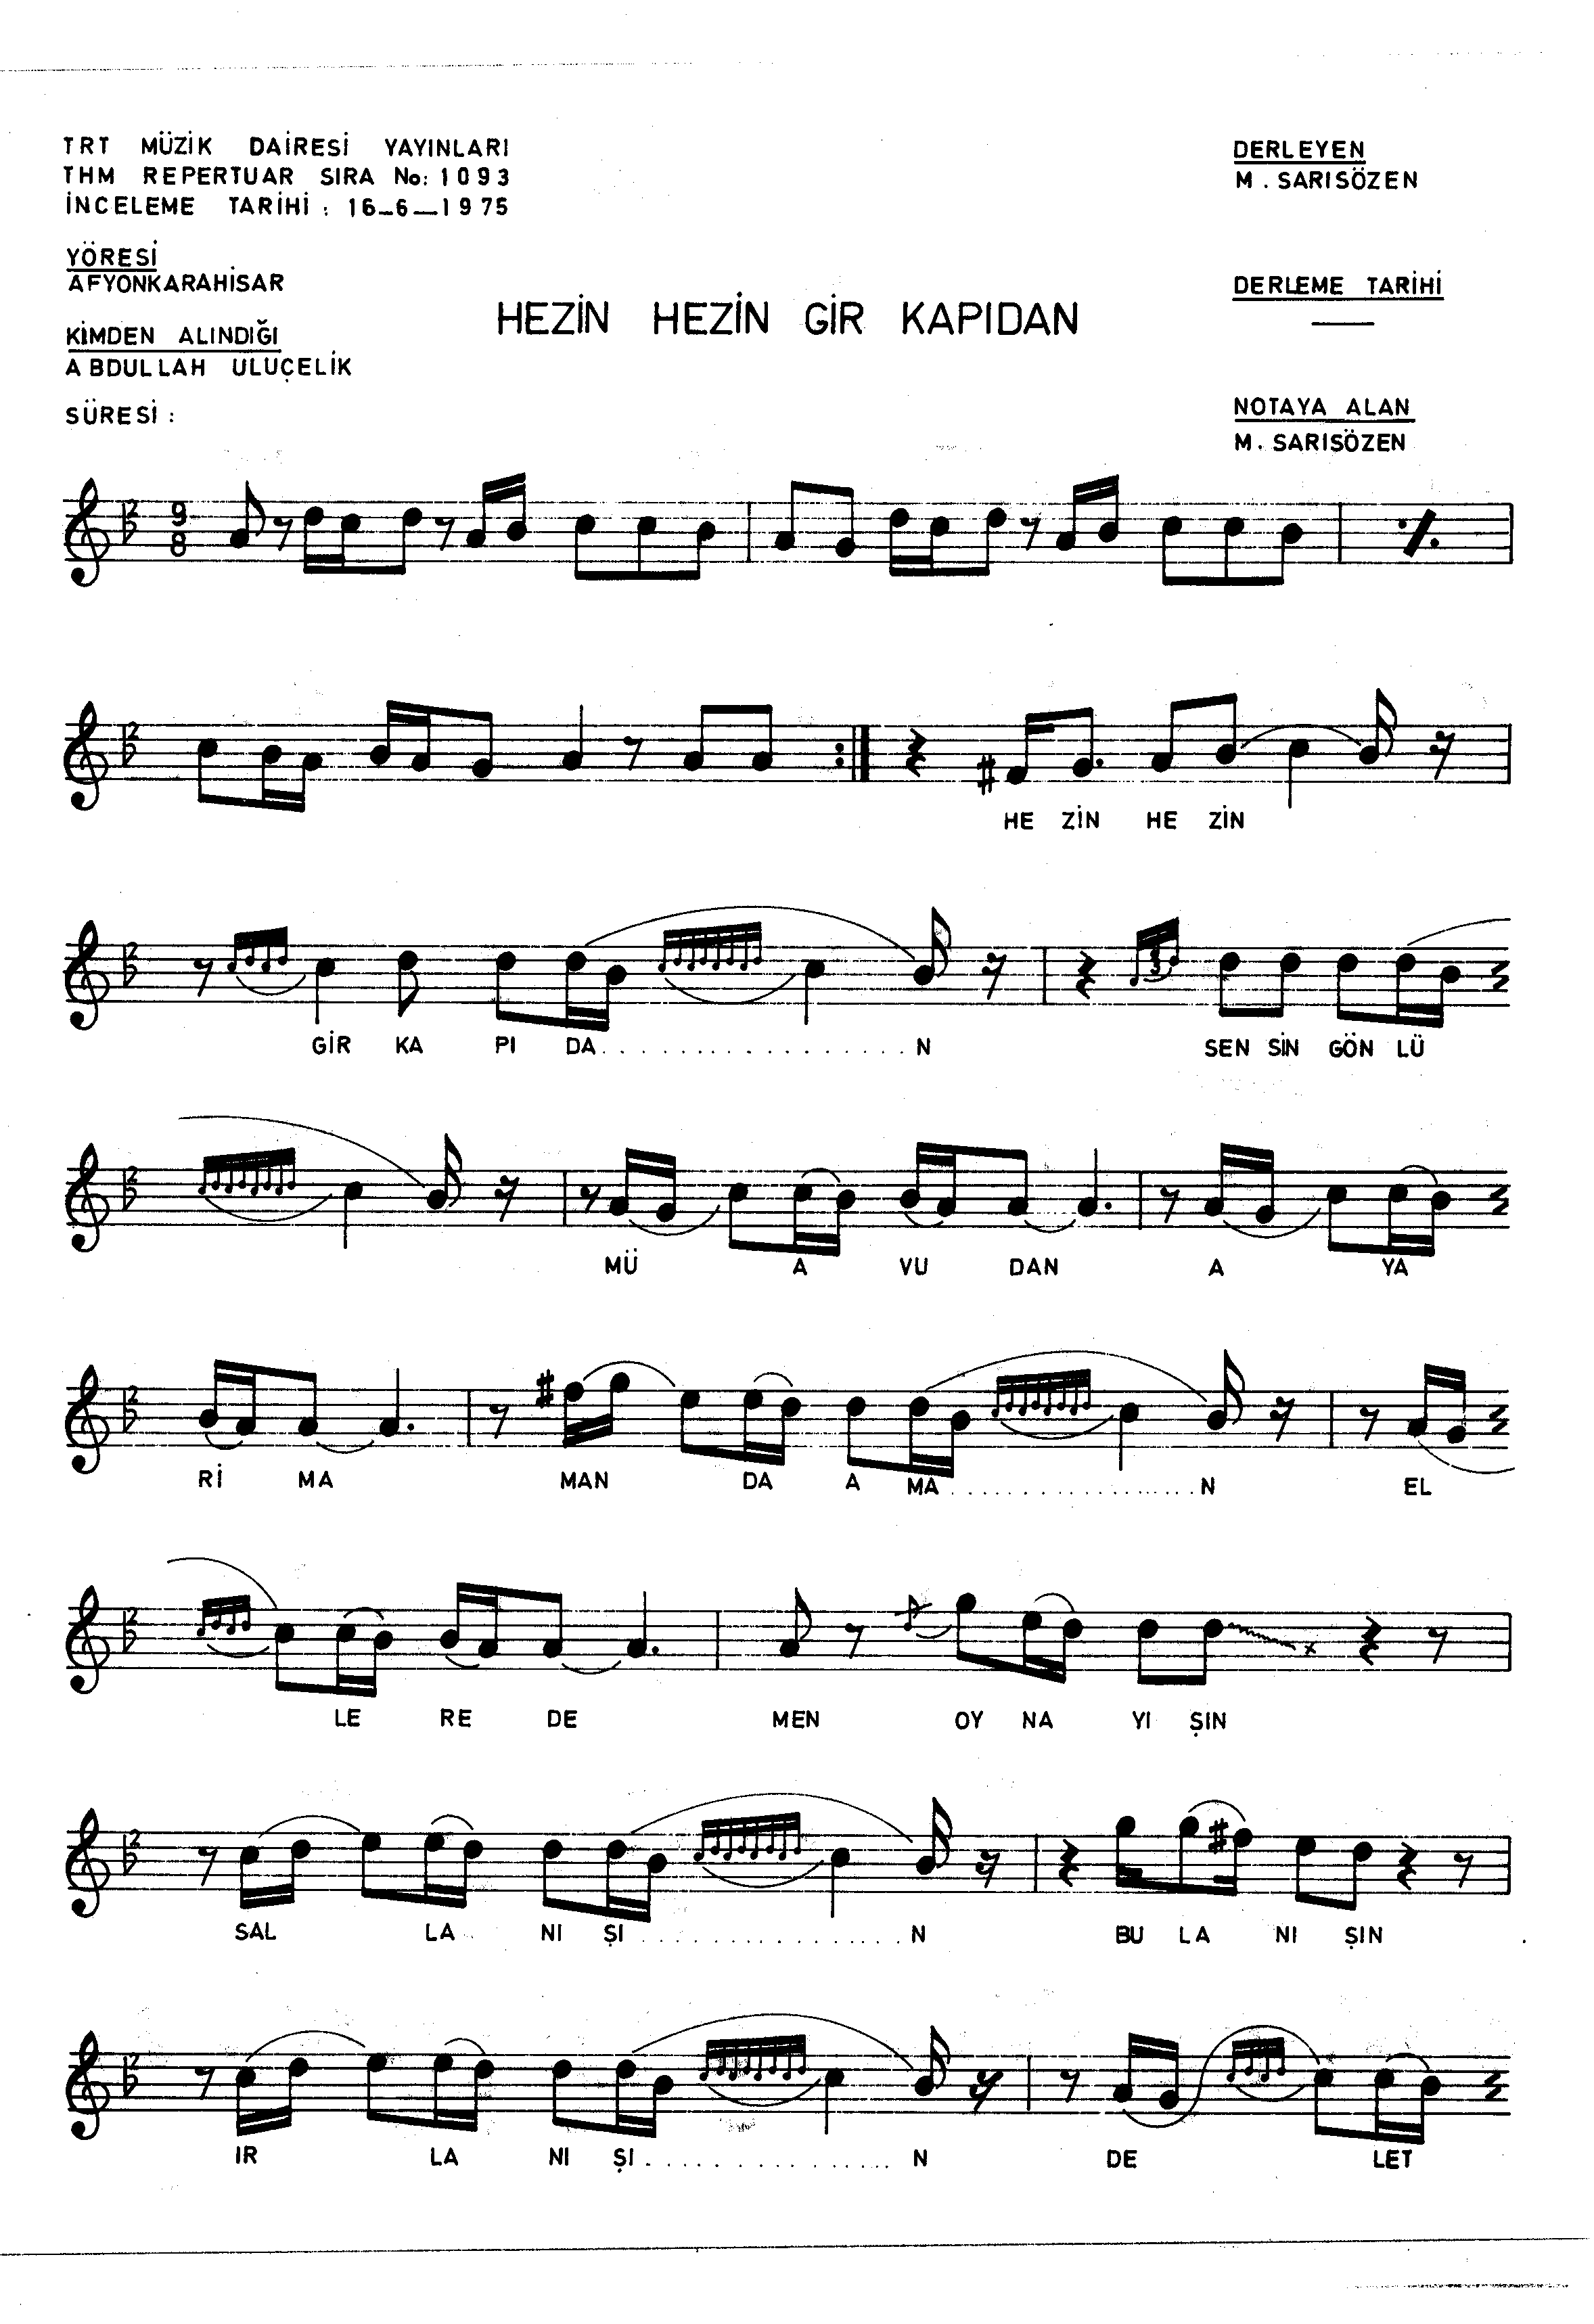 TRT MÜZİK DAİRESİ YAYINLARI
THM REPERTUAR SIRA No: 1093
İNCELEME TARİHİ : 16-6-1975
YÖRESİ
AFYONKARAHİSAR
KİMDEN ALINDIĞI
ABDULLAH ULUÇELİK
SÜRESİ :
HEZİN HEZİN GİR KAPIDAN
DERLEYEN
M. SARISÖZEN
DERLEME TARİHİ
NOTAYA ALAN
M. SARISÖZEN
9
8
HE ZİN HE ZİN
3
GİR KA PI DA..................N SEN SİN GÖN LÜ
MÜ A VU DAN A YA
Rİ MA MAN DA A MA..................N EL
LE RE DE MEN OY NA YI ŞIN
SAL LA NI ŞI..................N BU LA NI ŞIN
IR LA NI ŞI..................N DE LET